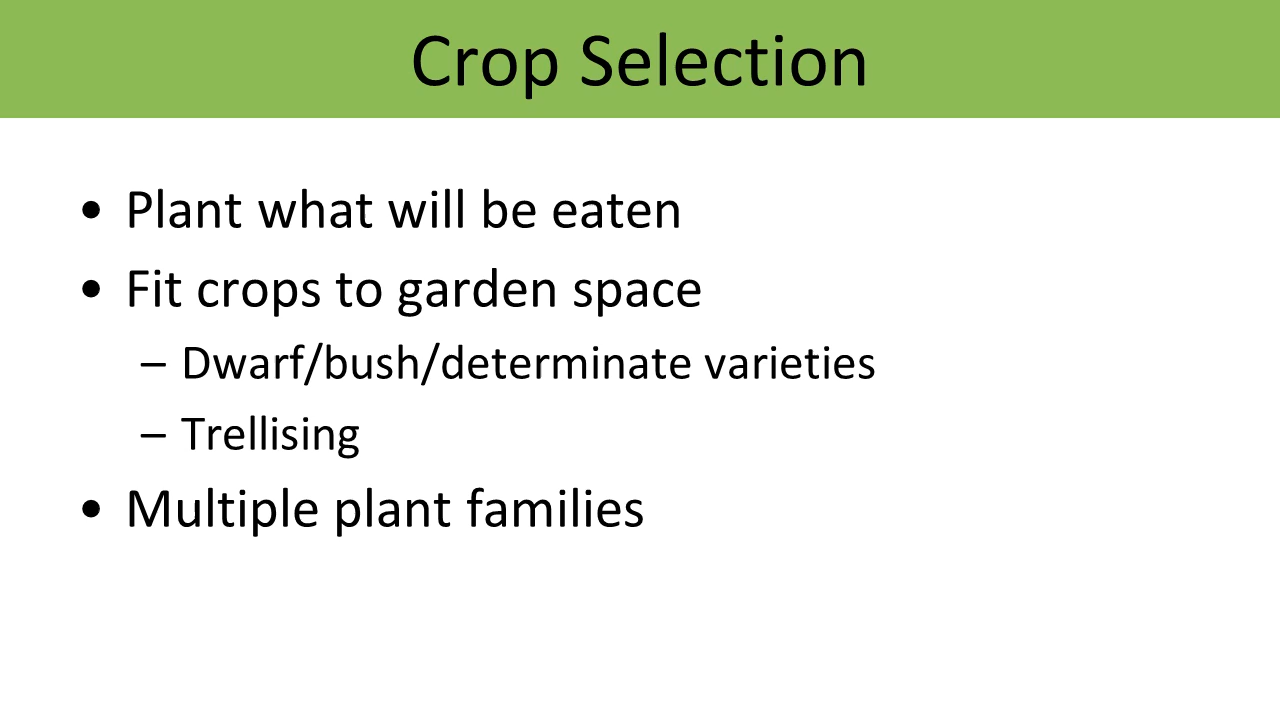 Crop Selection
• Plant what will be eaten
• Fit crops to garden space
– Dwarf/bush/determinate varieties
– Trellising
• Multiple plant families